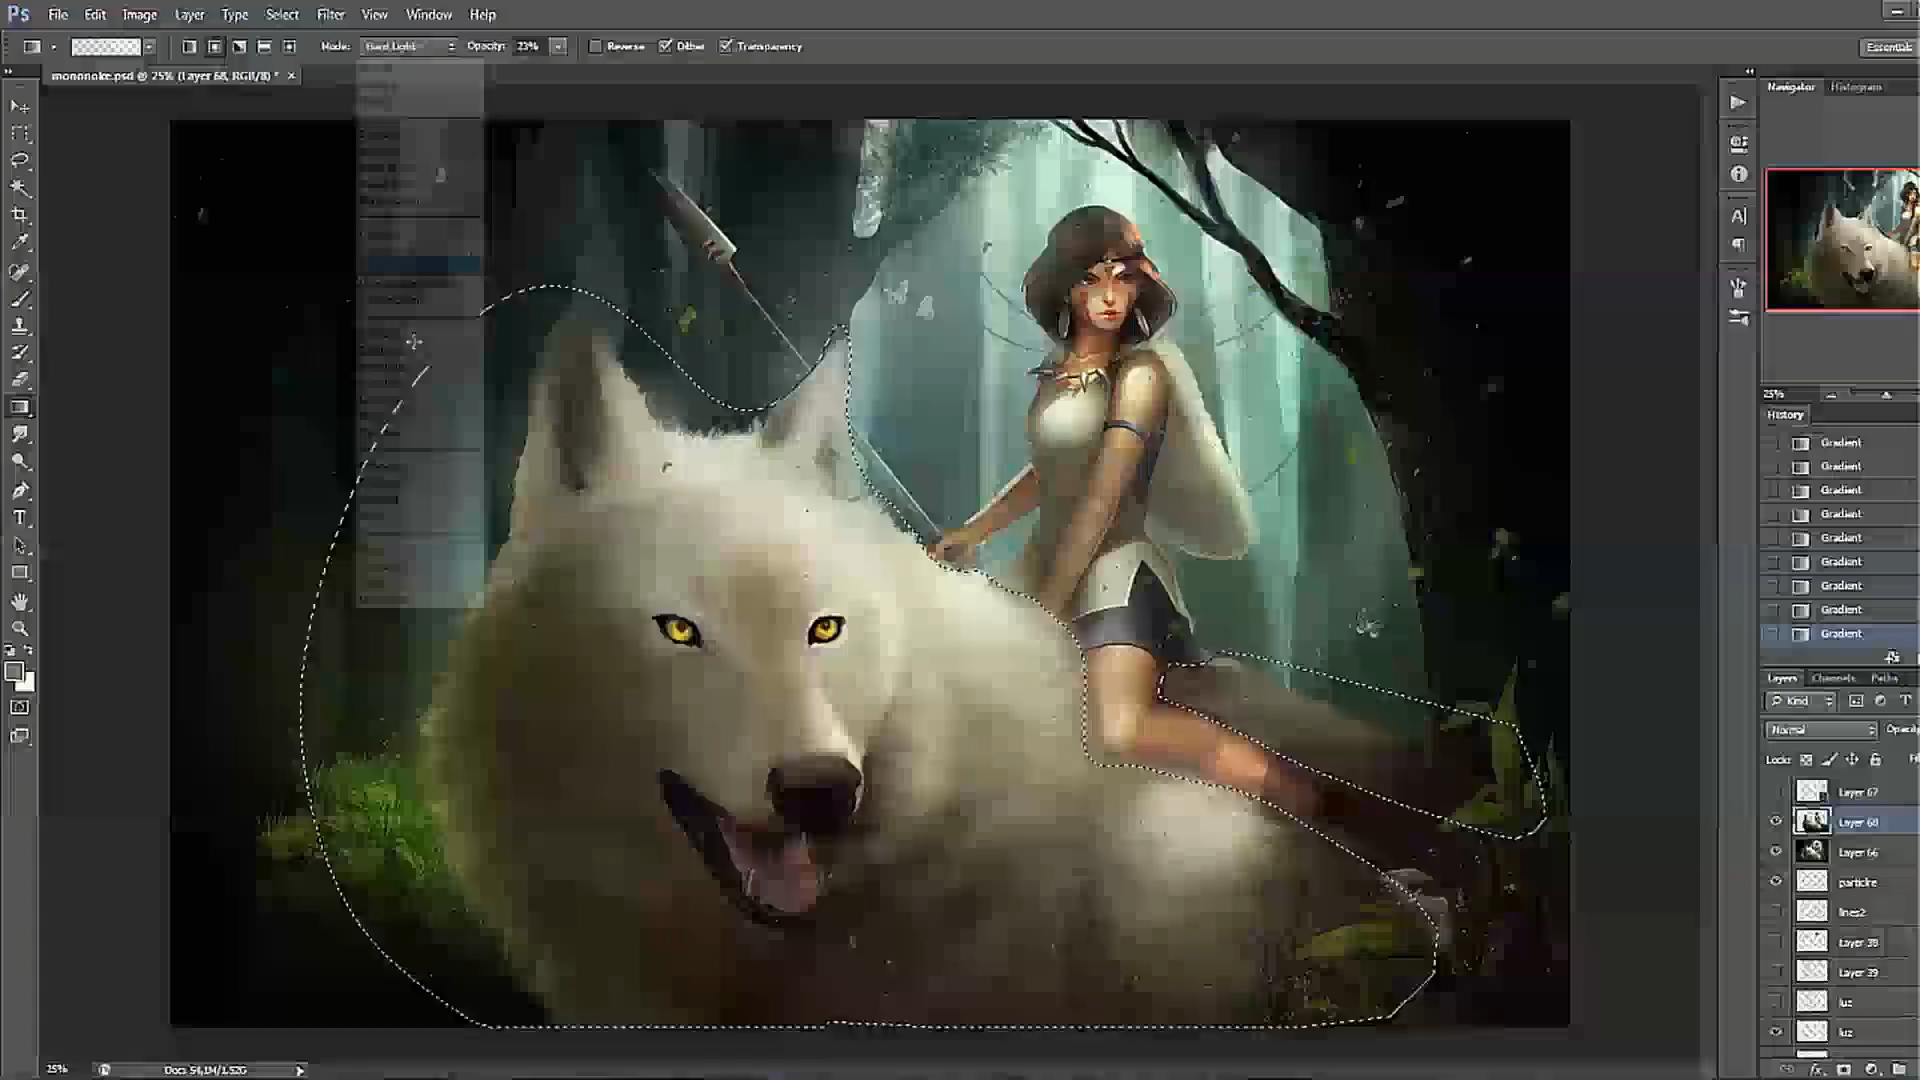 Ps File Edit Image Layer Type Select Filter View Window Help
Mode: Hard Light Opacity: 23% Reverse Dither Transparency Essentials
mononoke.psd @ 25% (Layer 68, RGB/8) * ×
Navigator Histogram
25%
History
Gradient
Gradient
Gradient
Gradient
Gradient
Gradient
Gradient
Gradient
Gradient
Layers Channels Paths
Kind
Normal Opacity
Lock: Fi
Layer 67
Layer 68
Layer 66
particle
lines2
Layer 38
Layer 39
luz
luz
25% Doc: 54,1M/1,52G